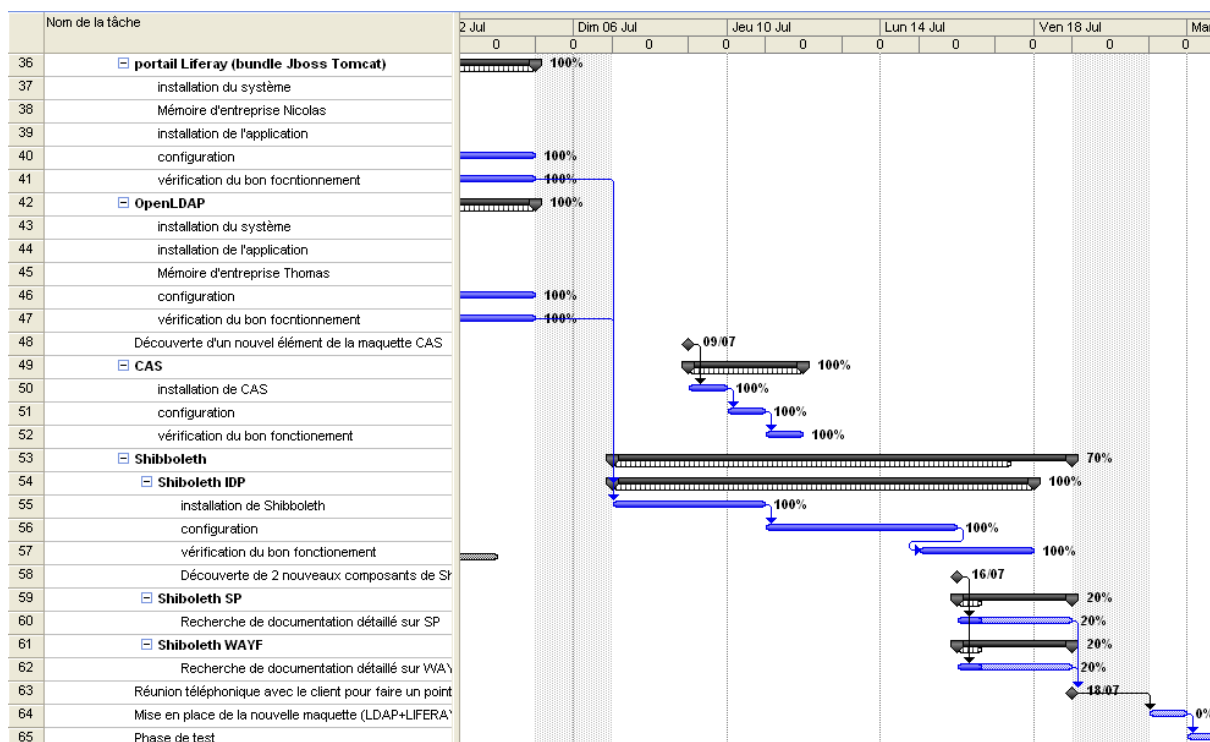 Nom de la tâche
2 Jul Dim 06 Jul Jeu 10 Jul Lun 14 Jul Ven 18 Jul Mar
0 0 0 0 0 0 0 0 0 0
36 portail Liferay (bundle Jboss Tomcat) 100%
37 installation du système
38 Mémoire d'entreprise Nicolas
39 installation de l'application
40 configuration 100%
41 vérification du bon focntionnement 100%
42 OpenLDAP 100%
43 installation du système
44 installation de l'application
45 Mémoire d'entreprise Thomas
46 configuration 100%
47 vérification du bon focntionnement 100%
48 Découverte d'un nouvel élément de la maquette CAS 09/07
49 CAS 100%
50 installation de CAS 100%
51 configuration 100%
52 vérification du bon fonctionement 100%
53 Shibboleth 70%
54 Shiboleth IDP 100%
55 installation de Shibboleth 100%
56 configuration 100%
57 vérification du bon fonctionement 100%
58 Découverte de 2 nouveaux composants de Sh 16/07
59 Shiboleth SP 20%
60 Recherche de documentation détaillé sur SP 20%
61 Shiboleth WAYF 20%
62 Recherche de documentation détaillé sur WAY 20%
63 Réunion téléphonique avec le client pour faire un point 18/07
64 Mise en place de la nouvelle maquette (LDAP+LIFERAY 0%
65 Phase de test